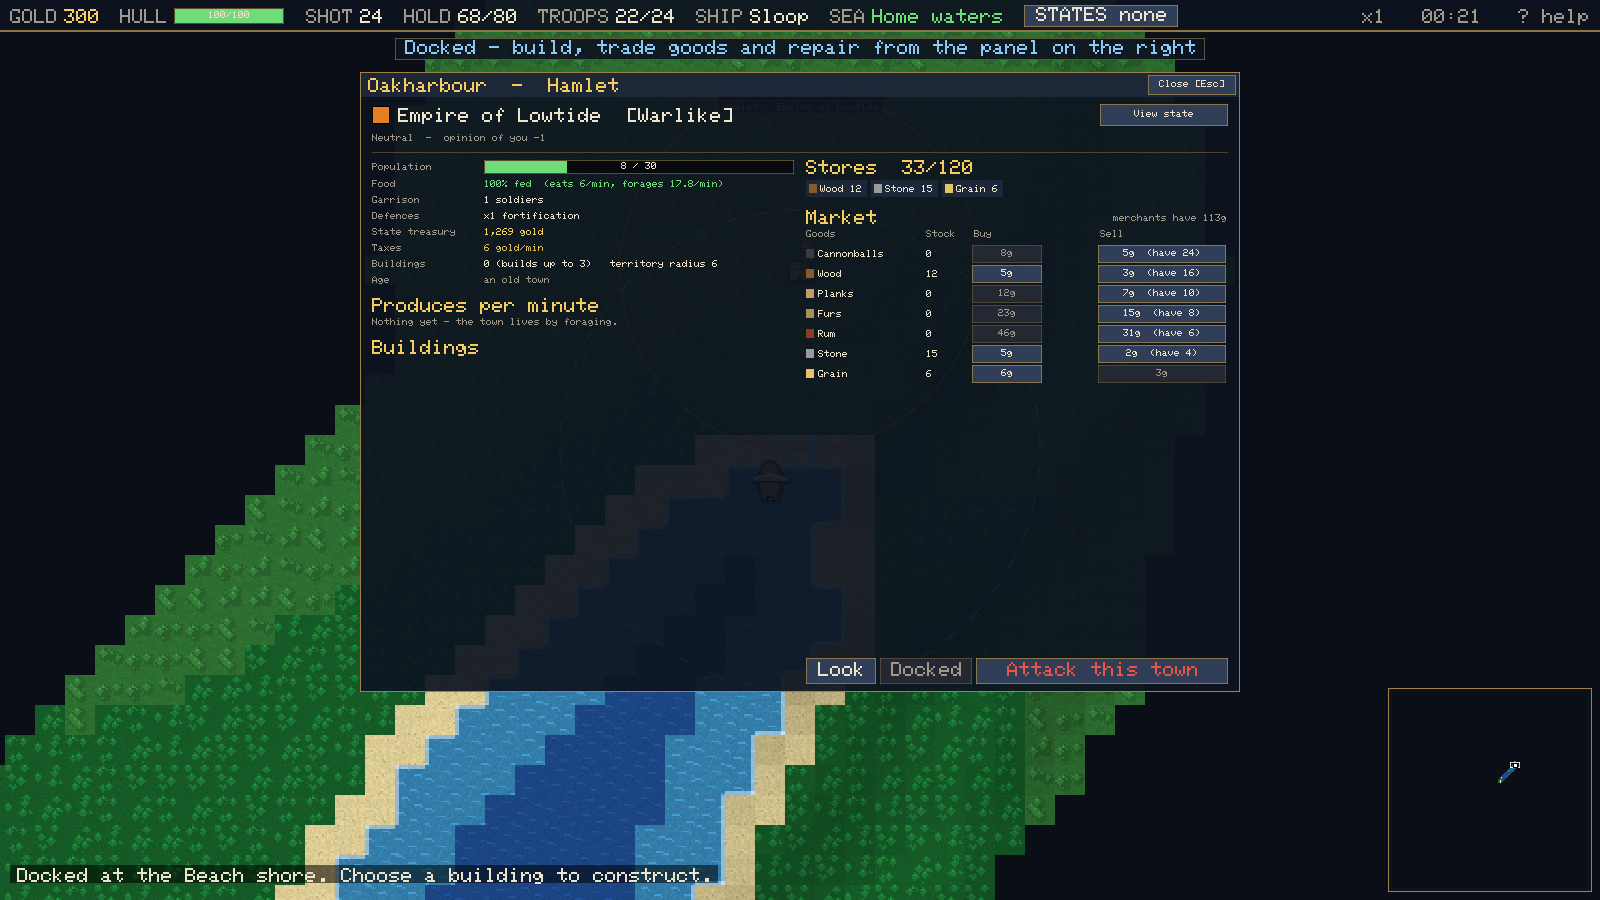 GOLD 300 HULL 100/100 SHOT 24 HOLD 68/80 TROOPS 22/24 SHIP Sloop SEA Home waters STATES none x1 00:21 ? help
Docked - build, trade goods and repair from the panel on the right
Oakharbour - Hamlet Close [Esc]
Empire of Lowtide [Warlike] View state
Neutral - opinion of you -1
Population 8 / 30
Food 100% fed (eats 6/min, forages 17.8/min)
Garrison 1 soldiers
Defences x1 fortification
State treasury 1,269 gold
Taxes 6 gold/min
Buildings 0 (builds up to 3) territory radius 6
Age an old town
Produces per minute
Nothing yet - the town lives by foraging.
Buildings
Stores 33/120
Wood 12 Stone 15 Grain 6
Market merchants have 113g
Goods Stock Buy Sell
Cannonballs 0 8g 5g (have 24)
Wood 12 5g 3g (have 16)
Planks 0 12g 7g (have 10)
Furs 0 23g 15g (have 8)
Rum 0 46g 31g (have 6)
Stone 15 5g 2g (have 4)
Grain 6 6g 3g
Look Docked Attack this town
Docked at the Beach shore. Choose a building to construct.